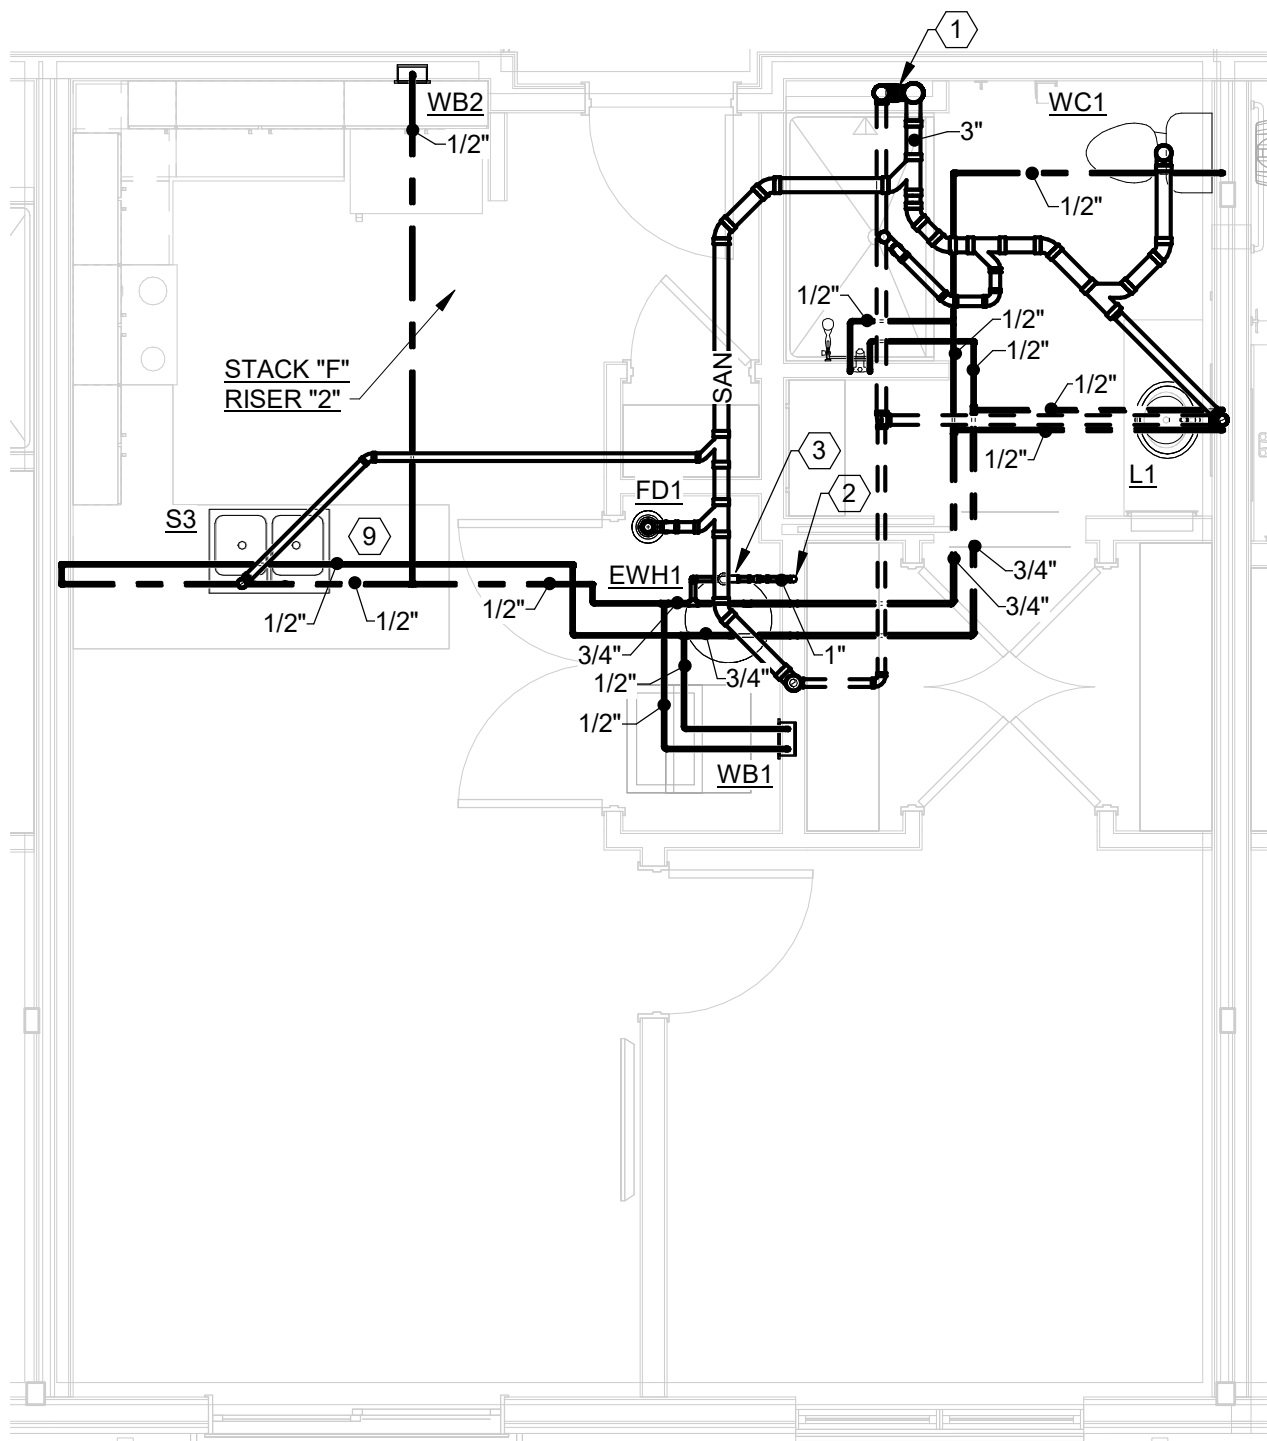 1
WB2
WC1
1/2"
3"
1/2"
1/2"
1/2"
STACK "F"
RISER "2"
1/2"
SAN
1/2"
1/2"
3
L1
FD1
2
S3
9
3/4"
EWH1
3/4"
1/2"
1/2"
1/2"
3/4"
1"
1/2"
3/4"
1/2"
WB1